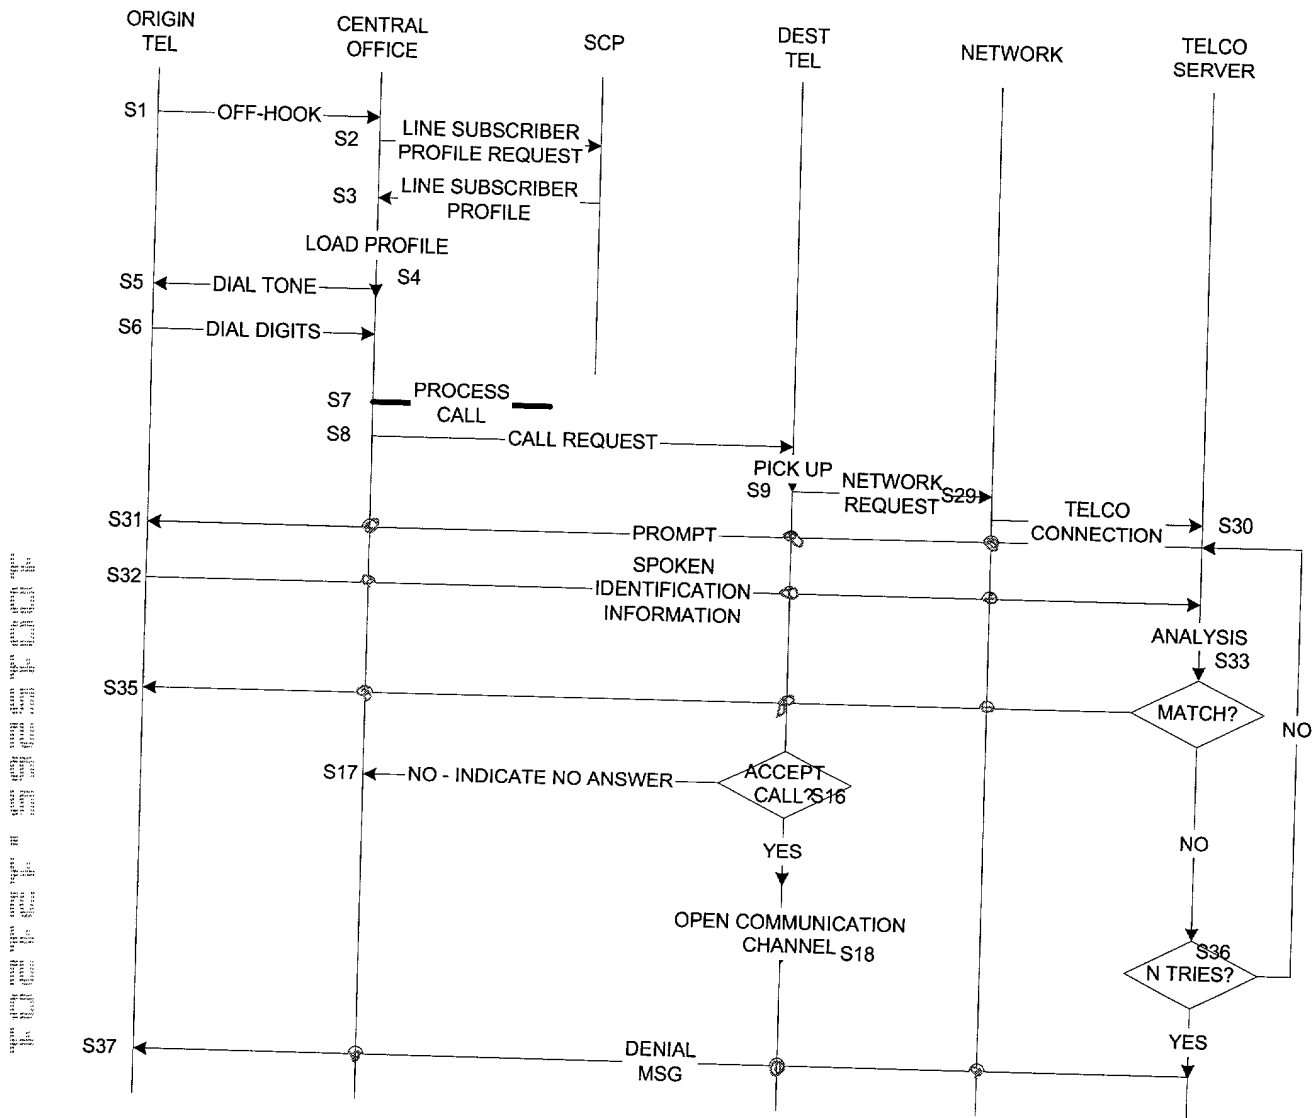 ORIGIN
TEL
CENTRAL
OFFICE
SCP
DEST
TEL
NETWORK
TELCO
SERVER
S1
OFF-HOOK
S2
LINE SUBSCRIBER
PROFILE REQUEST
S3
LINE SUBSCRIBER
PROFILE
LOAD PROFILE
S4
S5
DIAL TONE
S6
DIAL DIGITS
S7
PROCESS
CALL
S8
CALL REQUEST
PICK UP
S9
NETWORK
REQUEST
S29
TELCO
CONNECTION
S30
S31
PROMPT
S32
SPOKEN
IDENTIFICATION
INFORMATION
ANALYSIS
S33
S35
MATCH?
NO
S17
NO - INDICATE NO ANSWER
ACCEPT
CALL?
S16
YES
NO
OPEN COMMUNICATION
CHANNEL
S18
S36
N TRIES?
YES
S37
DENIAL
MSG